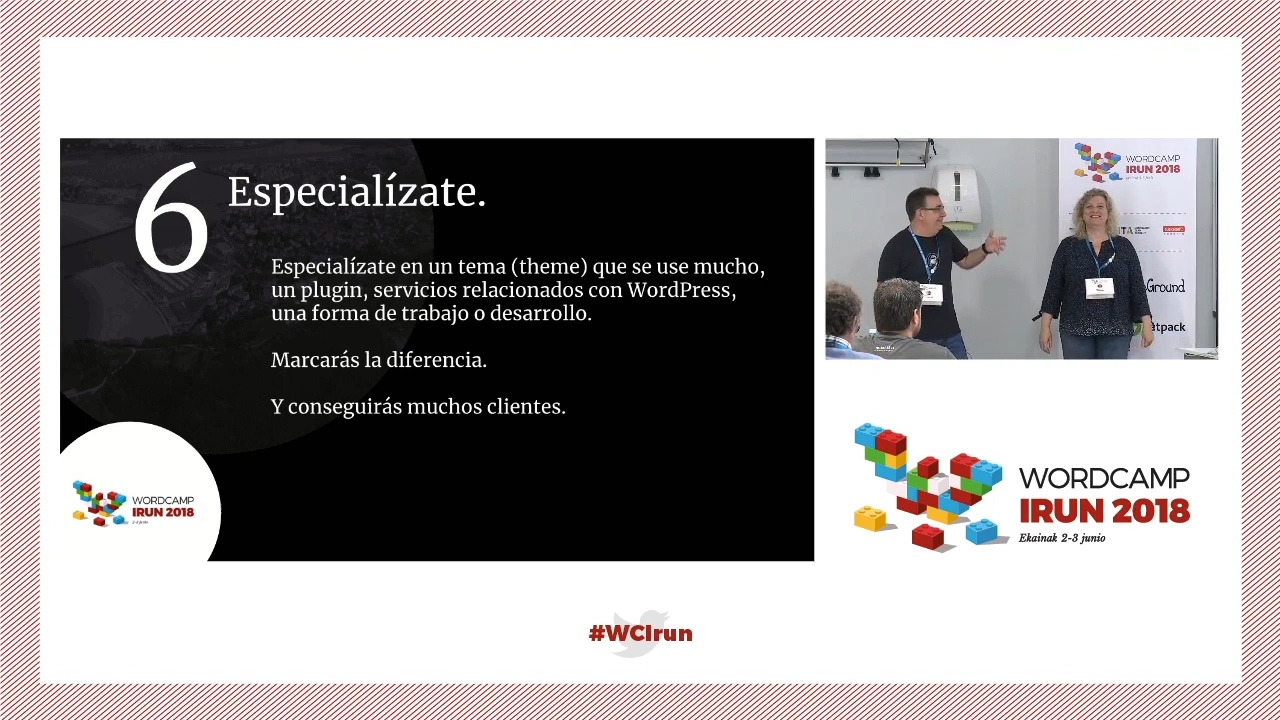 6
Especialízate.
Especialízate en un tema (theme) que se use mucho,
un plugin, servicios relacionados con WordPress,
una forma de trabajo o desarrollo.
Marcarás la diferencia.
Y conseguirás muchos clientes.
WORDCAMP
IRUN 2018
WORDCAMP
IRUN 2018
Ground
etpack
WORDCAMP
IRUN 2018
Ekainak 2-3 junio
#WCIrun